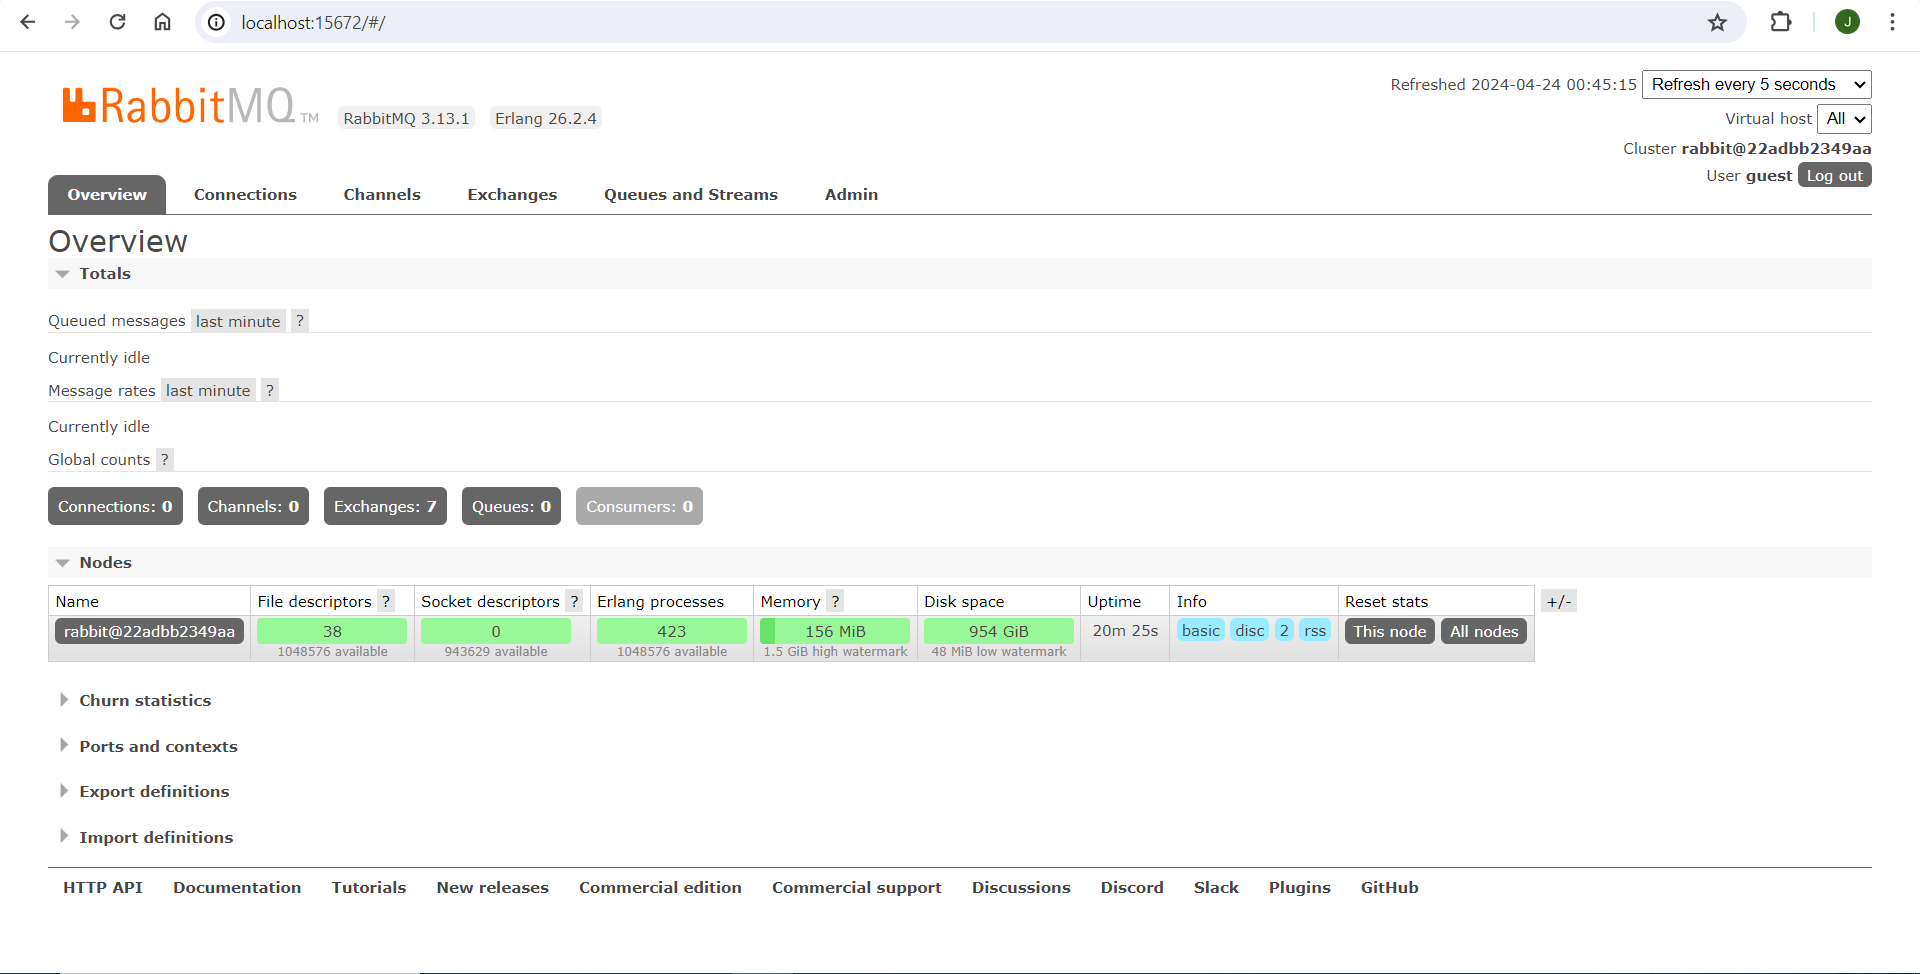 localhost:15672/#/
J
RabbitMQ TM
RabbitMQ 3.13.1 Erlang 26.2.4
Refreshed 2024-04-24 00:45:15 Refresh every 5 seconds
Virtual host All
Cluster rabbit@22adbb2349aa
User guest Log out
Overview Connections Channels Exchanges Queues and Streams Admin
Overview
Totals
Queued messages last minute ?
Currently idle
Message rates last minute ?
Currently idle
Global counts ?
Connections: 0 Channels: 0 Exchanges: 7 Queues: 0 Consumers: 0
Nodes
Name File descriptors ? Socket descriptors ? Erlang processes Memory ? Disk space Uptime Info Reset stats +/-
rabbit@22adbb2349aa 38 0 423 156 MiB 954 GiB 20m 25s basic disc 2 rss This node All nodes
1048576 available 943629 available 1048576 available 1.5 GiB high watermark 48 MiB low watermark
Churn statistics
Ports and contexts
Export definitions
Import definitions
HTTP API Documentation Tutorials New releases Commercial edition Commercial support Discussions Discord Slack Plugins GitHub